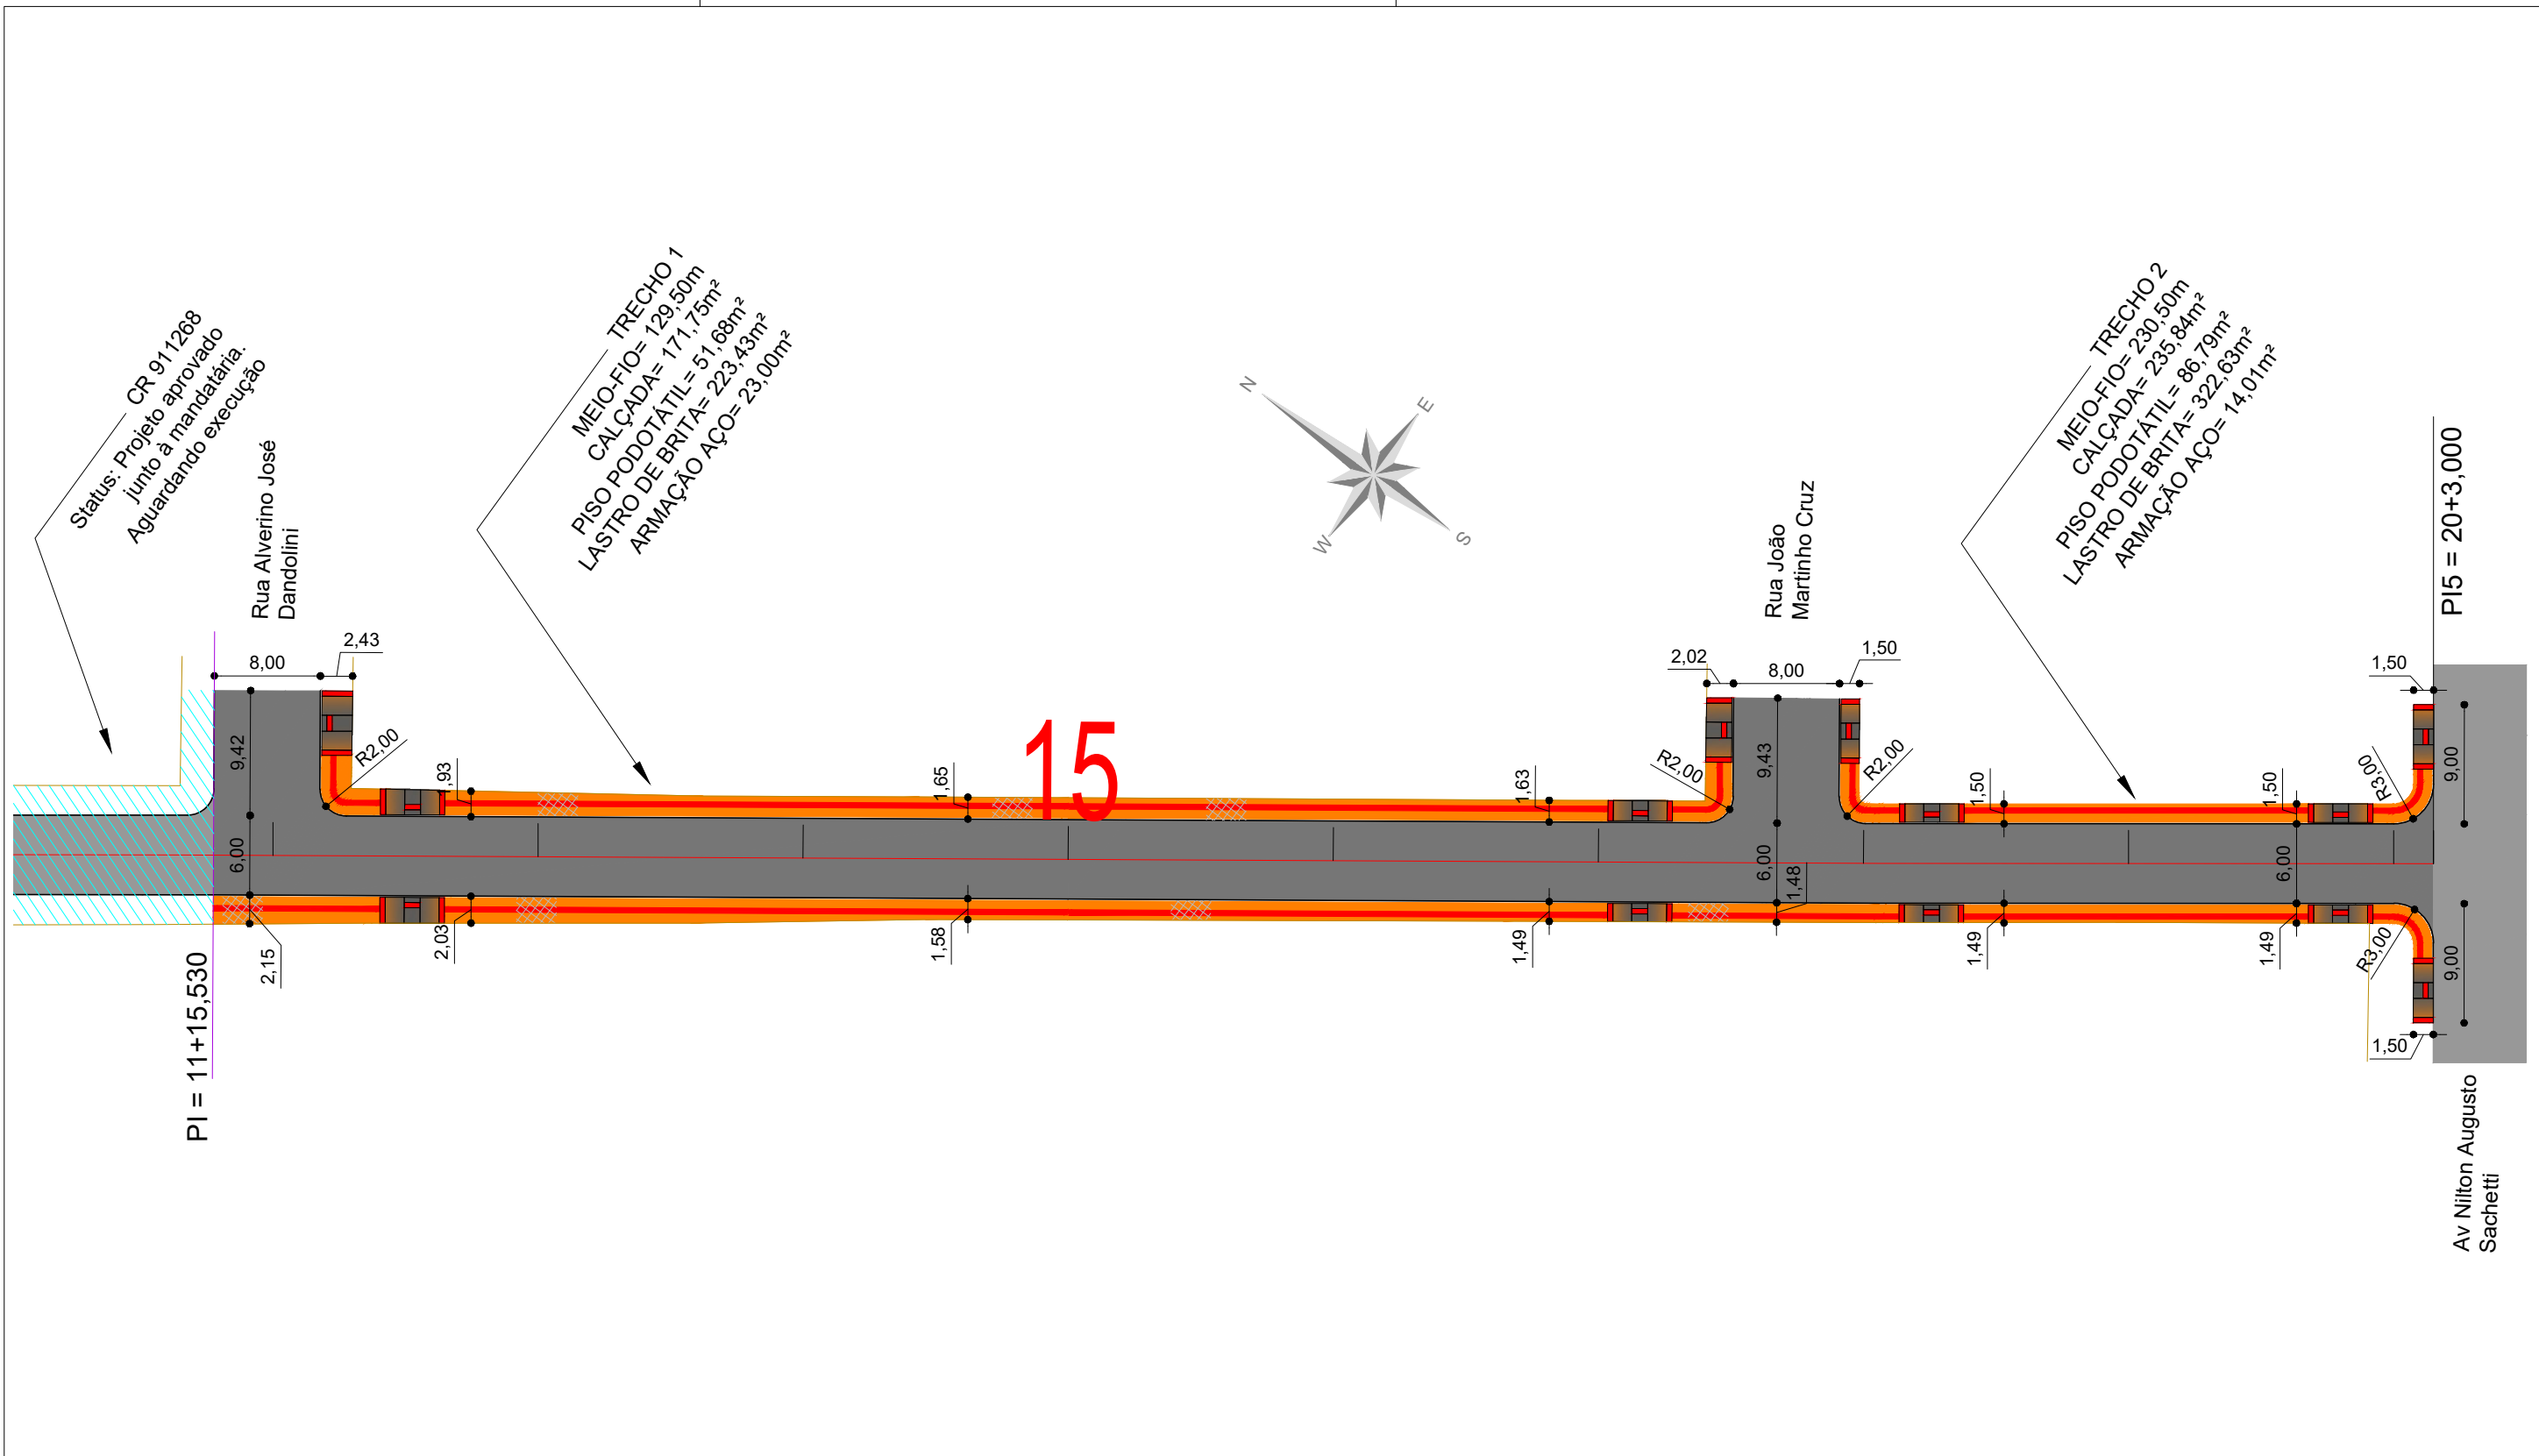 CR 911268
Status: Projeto aprovado
junto à mandatária.
Aguardando execução
Rua Alverino José
Dandolini
TRECHO 1
MEIO-FIO= 129,50m
CALÇADA= 171,75m²
PISO PODOTÁTIL= 51,68m²
LASTRO DE BRITA= 223,43m²
ARMAÇÃO AÇO= 23,00m²
N
E
W
S
Rua João
Martinho Cruz
TRECHO 2
MEIO-FIO= 230,50m
CALÇADA= 235,84m²
PISO PODOTÁTIL= 86,79m²
LASTRO DE BRITA= 322,63m²
ARMAÇÃO AÇO= 14,01m²
PI5 = 20+3,000
8,00
2,43
9,42
R2,00
1,93
1,65
15
1,63
2,02
8,00
1,50
R2,00
9,43
R2,00
1,50
1,50
1,50
R3,00
9,00
6,00
6,00
1,48
6,00
2,15
2,03
1,58
1,49
1,49
1,49
R3,00
9,00
1,50
PI = 11+15,530
Av Nilton Augusto
Sachetti